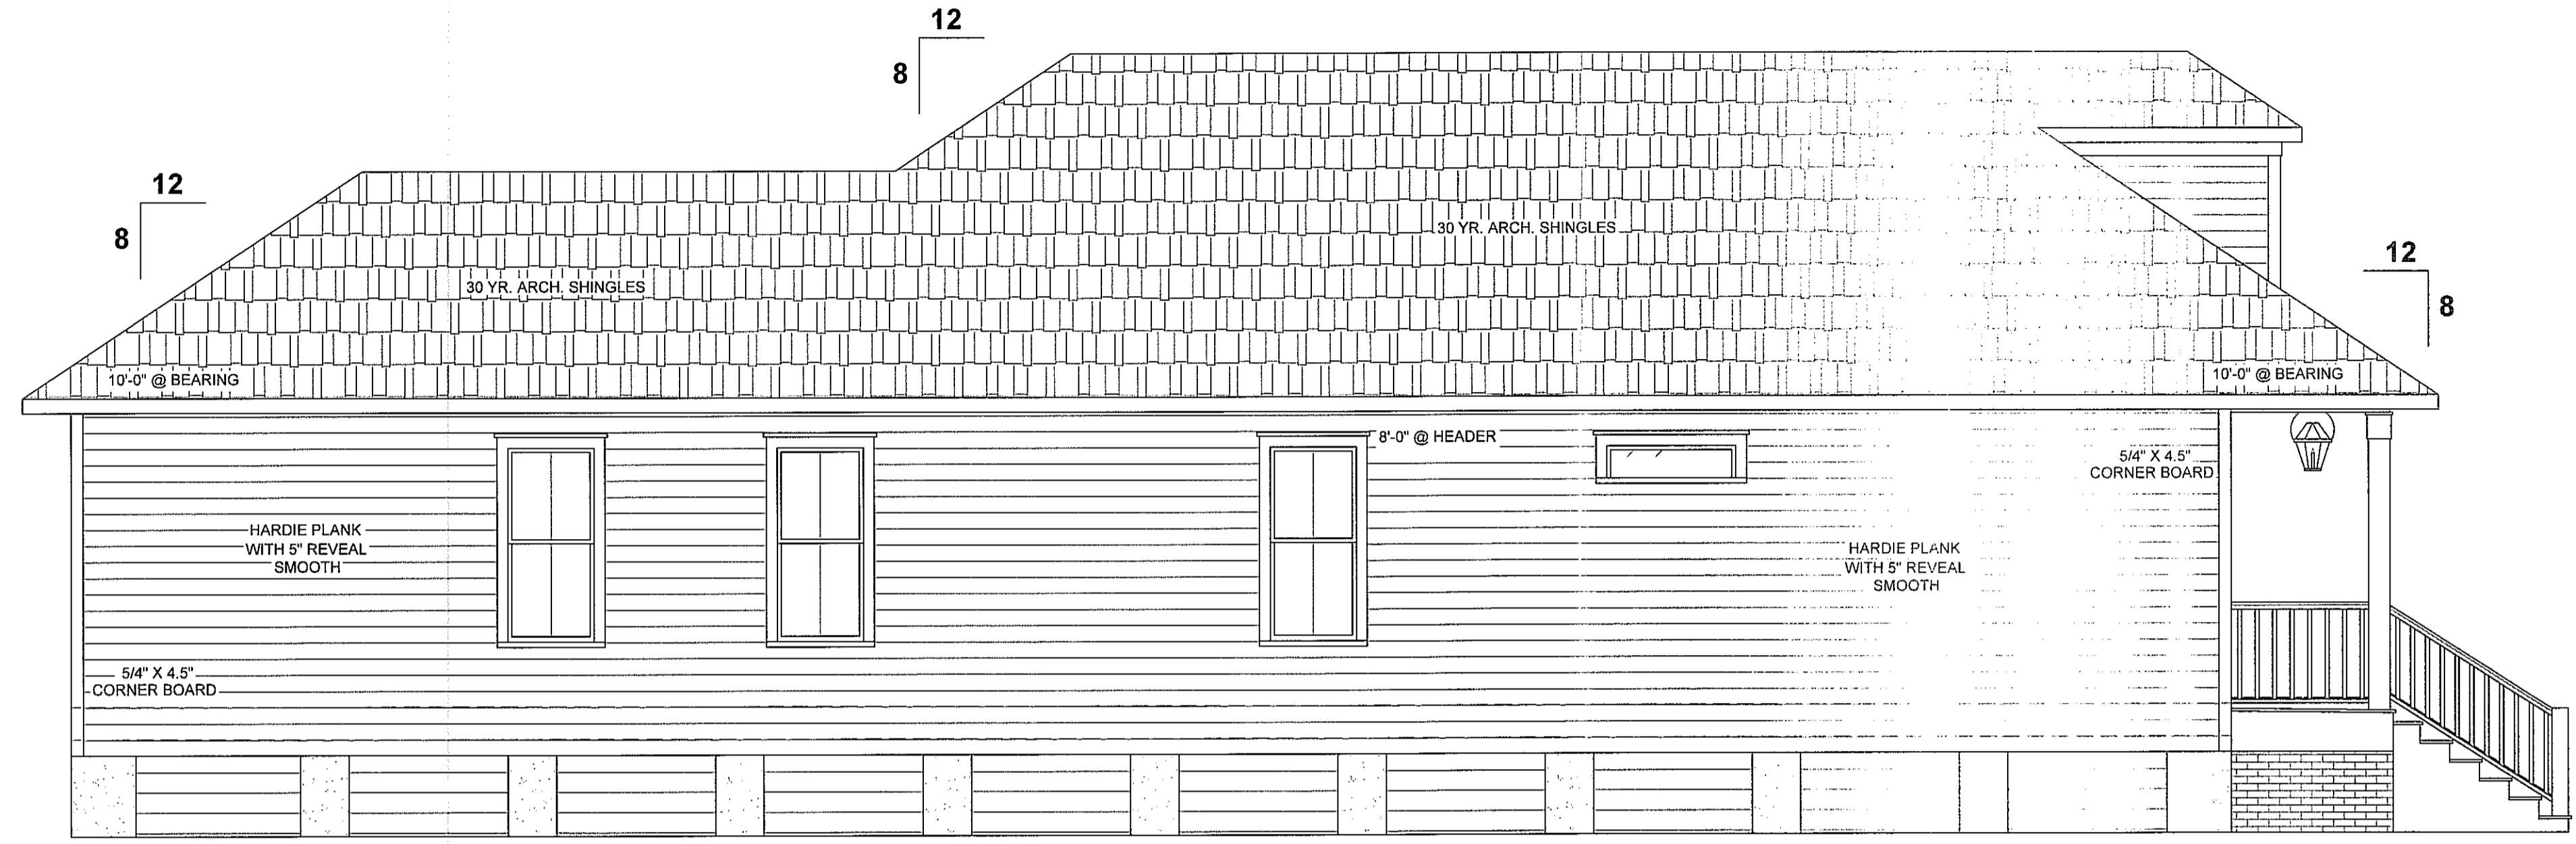 12
8
12
8
30 YR. ARCH. SHINGLES
12
8
30 YR. ARCH. SHINGLES
10'-0" @ BEARING
10'-0" @ BEARING
8'-0" @ HEADER
5/4" X 4.5"
CORNER BOARD
HARDIE PLANK
WITH 5" REVEAL
SMOOTH
HARDIE PLANK
WITH 5" REVEAL
SMOOTH
5/4" X 4.5"
CORNER BOARD